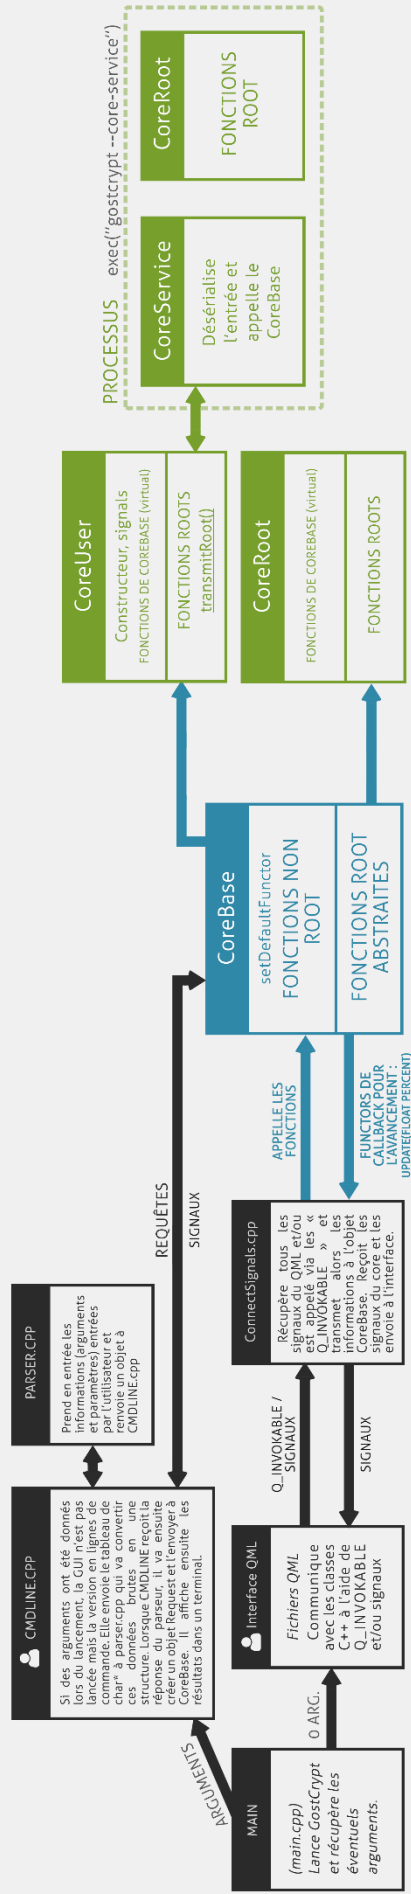 MAIN
(main.cpp)
Lance GostCrypt
et récupère les
éventuels
arguments.
ARGUMENTS
0 ARG.
CMDLINE.CPP
Si des arguments ont été donnés
lors du lancement, la GUI n'est pas
lancée mais la version en lignes de
commande. Elle envoie le tableau de
char* à parser.cpp qui va convertir
ces données brutes en une
structure. Lorsque CMDLINE reçoit la
réponse du parseur, il va ensuite
créer un objet Request et l'envoyer à
CoreBase. Il affiche ensuite les
résultats dans un terminal.
PARSER.CPP
Prend en entrée les
informations (arguments
et paramètres) entrées
par l'utilisateur et
renvoie un objet à
CMDLINE.cpp
Interface QML
Fichiers QML
Communique
avec les classes
C++ à l'aide de
Q_INVOKABLE
et/ou signaux
Q_INVOKABLE /
SIGNAUX
SIGNAUX
ConnectSignals.cpp
Récupère tous les
signaux du QML et/ou
est appelé via les «
Q_INVOKABLE » et
transmet alors les
informations à l'objet
CoreBase. Reçoit les
signaux du core et les
envoie à l'interface.
REQUÊTES
SIGNAUX
APPELLE LES
FONCTIONS
FUNCTORS DE
CALLBACK POUR
L'AVANCEMENT :
UPDATE(FLOAT PERCENT)
CoreBase
setDefaultFunctor
FONCTIONS NON
ROOT
FONCTIONS ROOT
ABSTRAITES
CoreUser
Constructeur, signals
FONCTIONS DE COREBASE (virtual)
FONCTIONS ROOTS
transmitRoot()
CoreRoot
FONCTIONS DE COREBASE (virtual)
FONCTIONS ROOTS
PROCESSUS
exec("gostcrypt --core-service")
CoreService
Désérialise
l'entrée et
appelle le
CoreBase
CoreRoot
FONCTIONS
ROOT